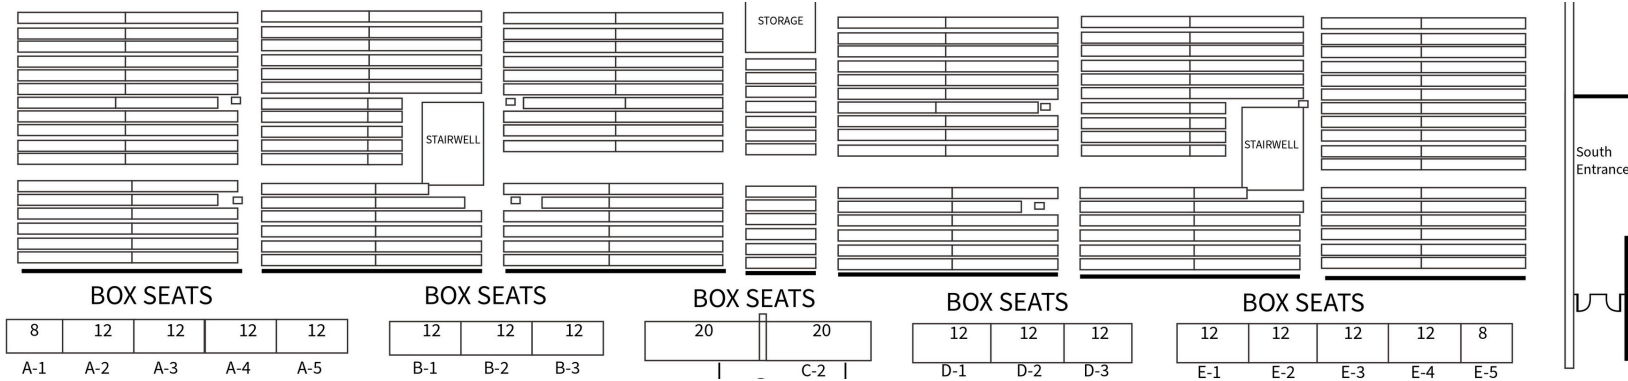 STORAGE
STAIRWELL
STAIRWELL
South
Entrance
BOX SEATS
BOX SEATS
BOX SEATS
BOX SEATS
BOX SEATS
8 12 12 12 12
12 12 12
20 20
12 12 12
12 12 12 12 8
A-1 A-2 A-3 A-4 A-5
B-1 B-2 B-3
C-2
D-1 D-2 D-3
E-1 E-2 E-3 E-4 E-5